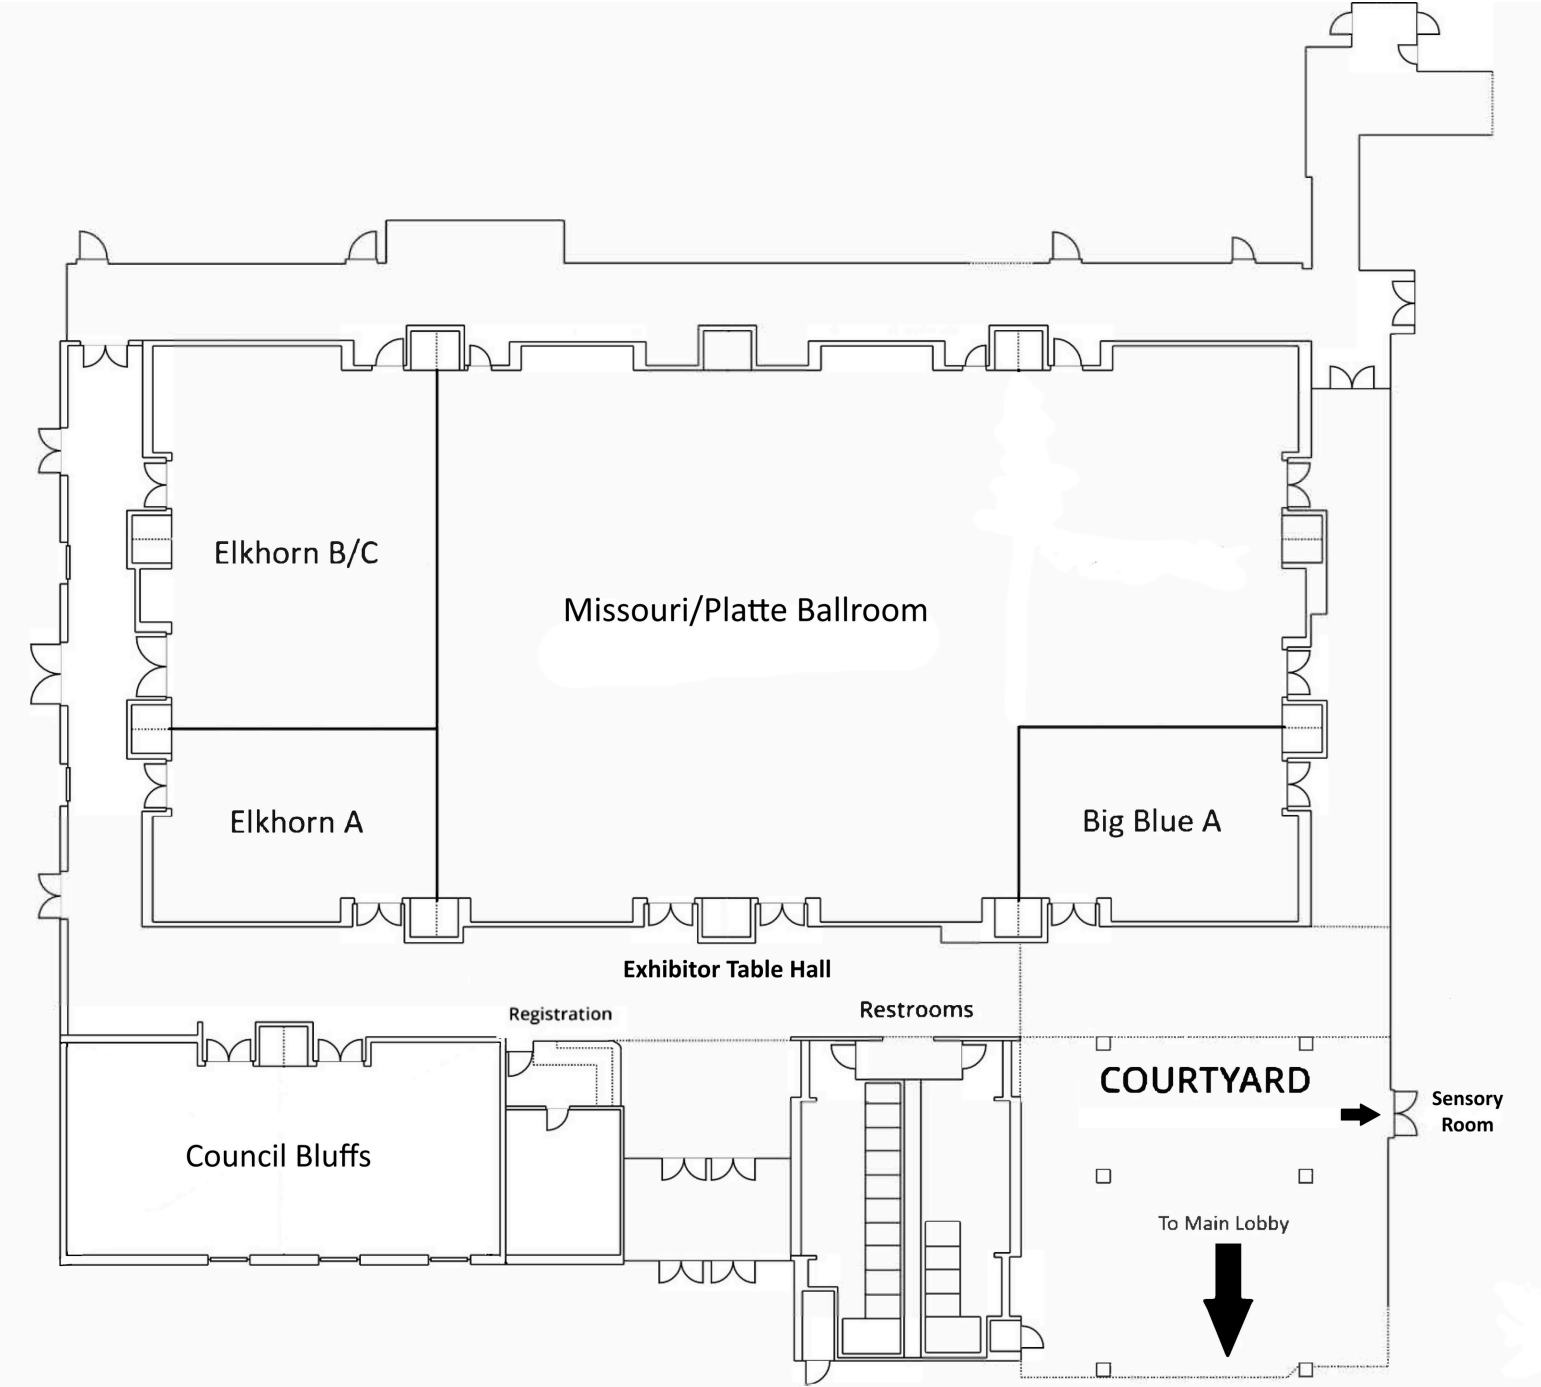 Elkhorn B/C
Missouri/Platte Ballroom
Elkhorn A
Big Blue A
Exhibitor Table Hall
Registration
Restrooms
COURTYARD
Sensory
Room
Council Bluffs
To Main Lobby